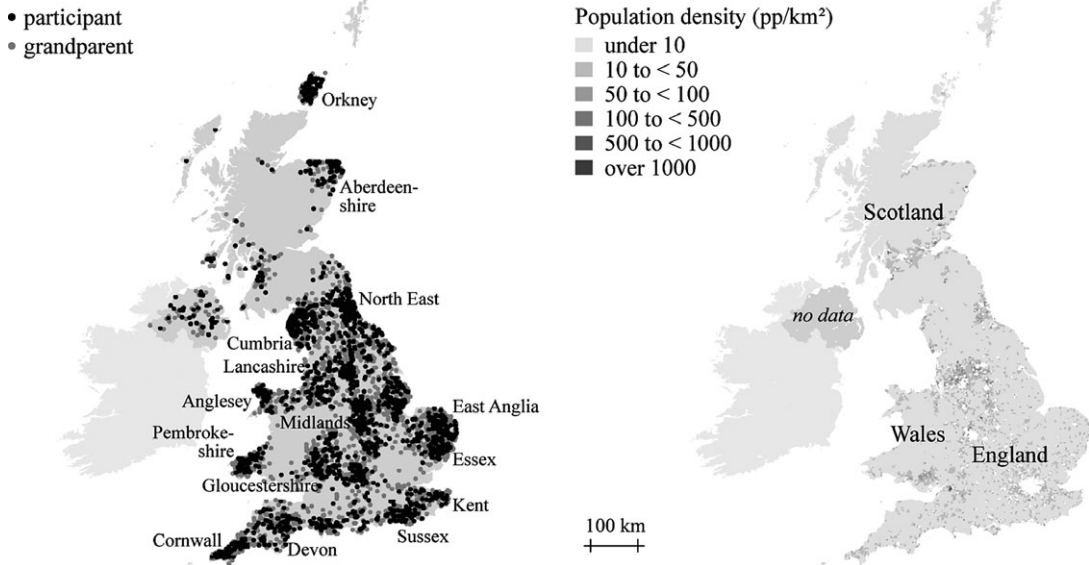 participant
grandparent
Orkney
Aberdeen-
shire
North East
Cumbria
Lancashire
Anglesey
East Anglia
Midlands
Pembroke-
shire
Essex
Gloucestershire
Kent
Sussex
Cornwall
Devon
Population density (pp/km²)
under 10
10 to < 50
50 to < 100
100 to < 500
500 to < 1000
over 1000
Scotland
no data
Wales
England
100 km